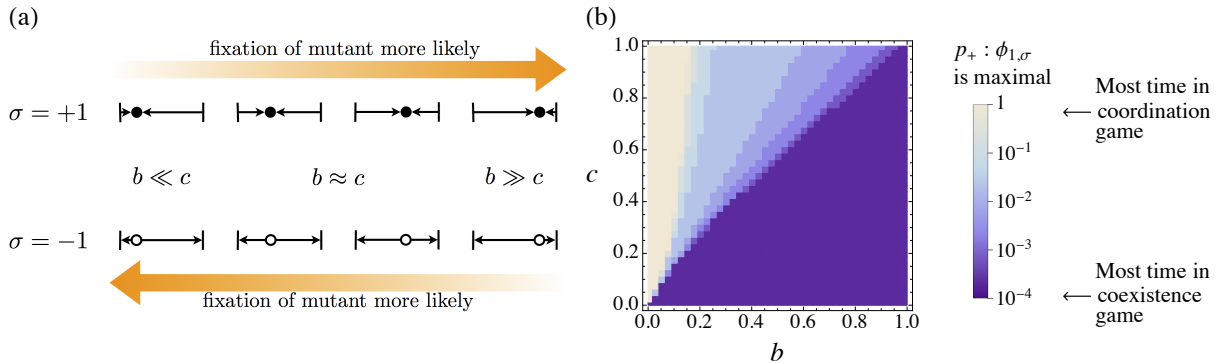 (a)
fixation of mutant more likely
σ = +1
b ≪ c
b ≈ c
b ≫ c
σ = −1
fixation of mutant more likely
(b)
1.0
0.8
0.6
0.4
0.2
0.0
c
0.0
0.2
0.4
0.6
0.8
1.0
b
p₊ : ϕ₁,σ
is maximal
1
10⁻¹
10⁻²
10⁻³
10⁻⁴
← Most time in
coordination
game
← Most time in
coexistence
game